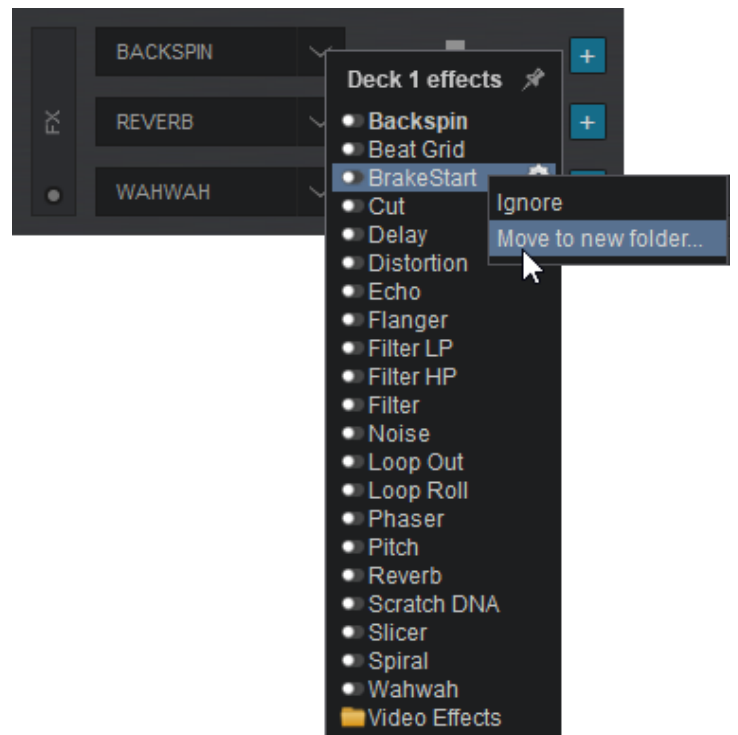 BACKSPIN
FX
REVERB
WAHWAH
+
+
Deck 1 effects
Backspin
Beat Grid
BrakeStart
Ignore
Move to new folder...
Cut
Delay
Distortion
Echo
Flanger
Filter LP
Filter HP
Filter
Noise
Loop Out
Loop Roll
Phaser
Pitch
Reverb
Scratch DNA
Slicer
Spiral
Wahwah
Video Effects